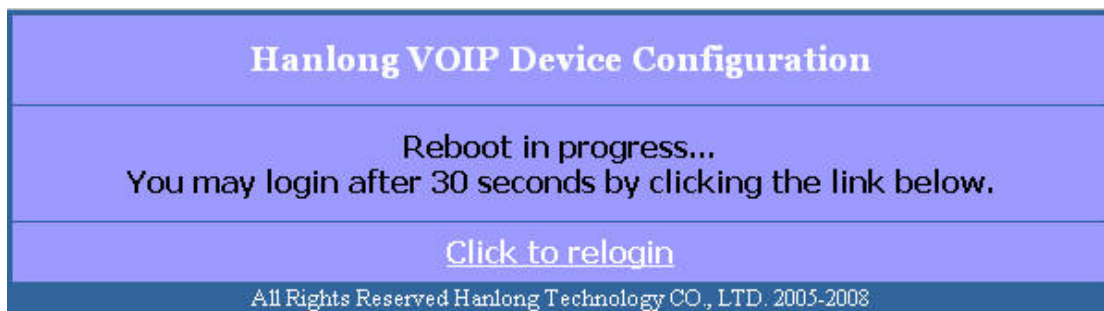 Hanlong VOIP Device Configuration
Reboot in progress...
You may login after 30 seconds by clicking the link below.
Click to relogin
All Rights Reserved Hanlong Technology CO., LTD. 2005-2008